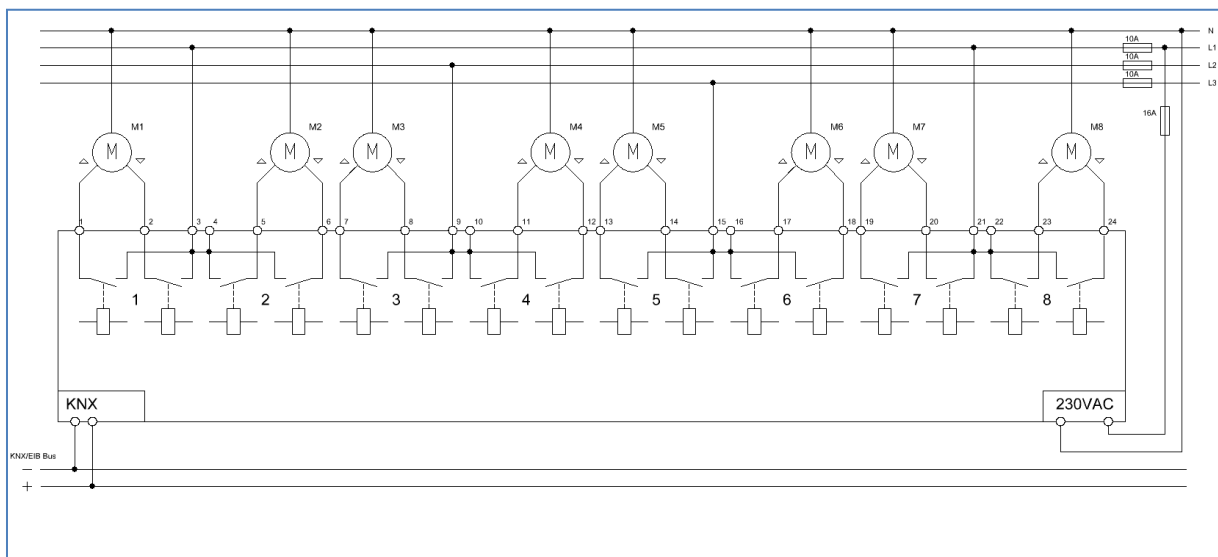 N
10A
L1
10A
L2
10A
L3
16A
M1 M2 M3 M4 M5 M6 M7 M8
M M M M M M M M
1 2 3 4 5 6 7 8 9 10 11 12 13 14 15 16 17 18 19 20 21 22 23 24
1 2 3 4 5 6 7 8
KNX 230VAC
KNX/EIB Bus
−
+